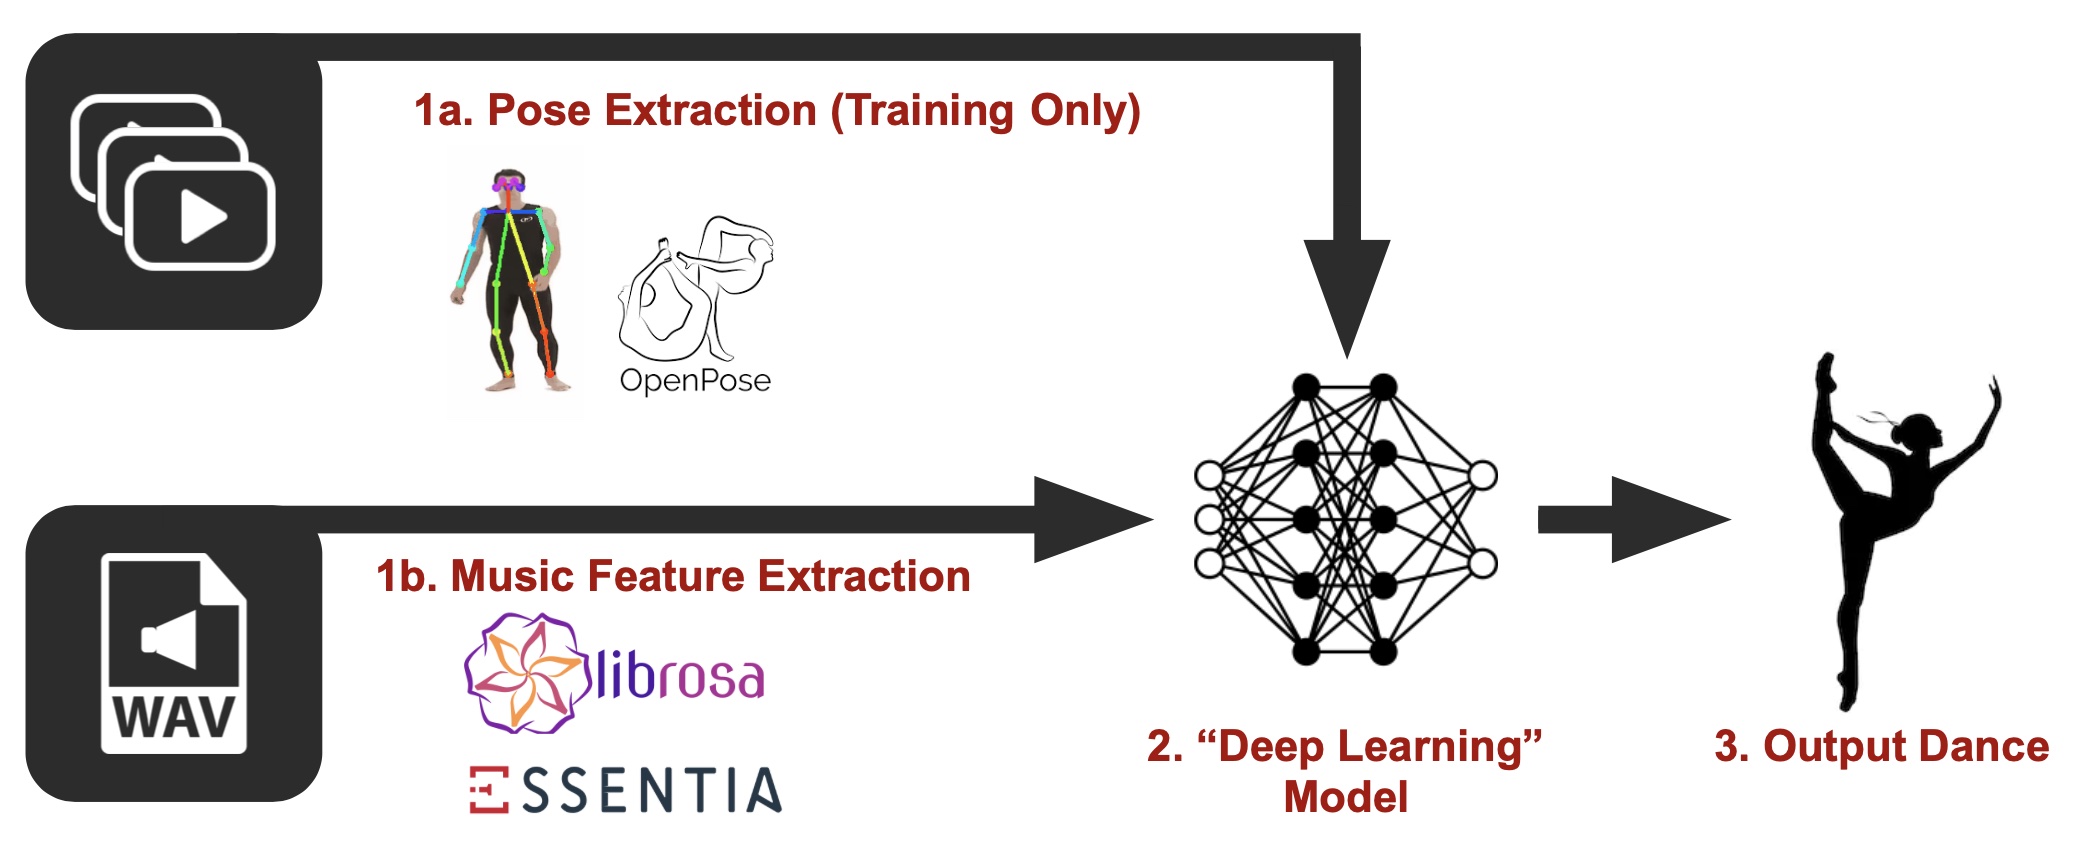 1a. Pose Extraction (Training Only)
OpenPose
1b. Music Feature Extraction
librosa
ESSENTIA
WAV
2. “Deep Learning”
Model
3. Output Dance